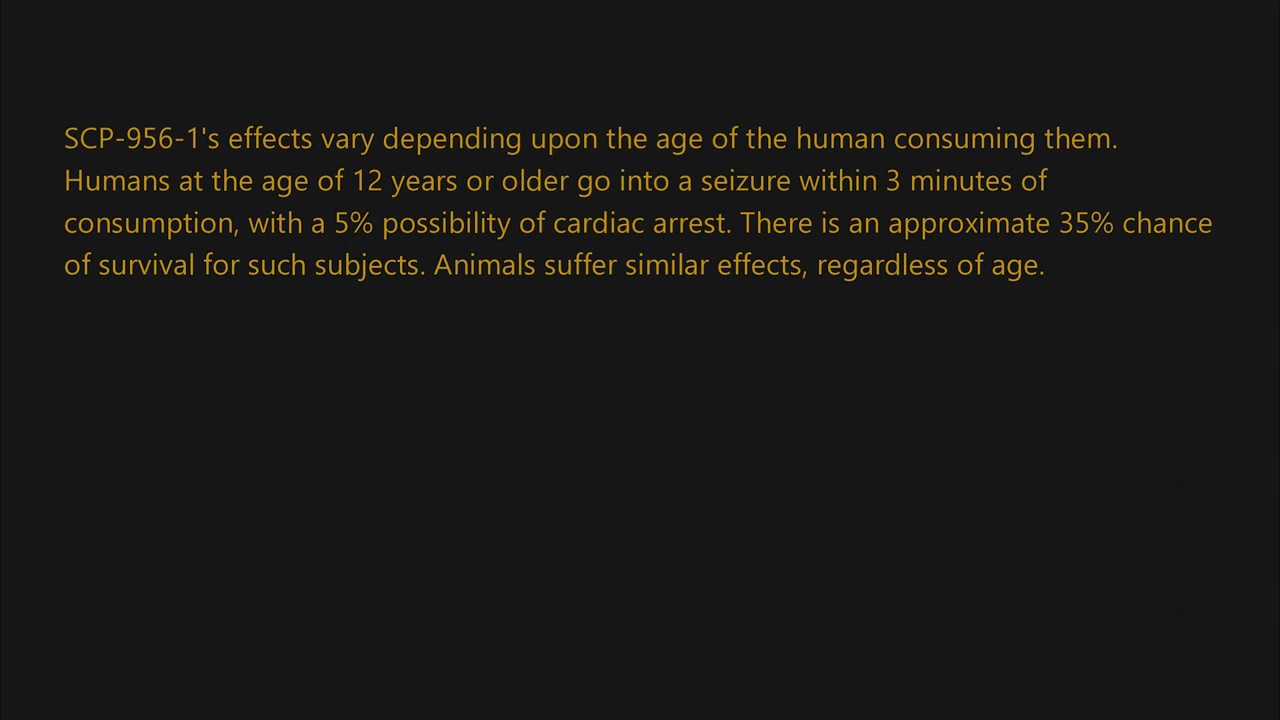 SCP-956-1's effects vary depending upon the age of the human consuming them.
Humans at the age of 12 years or older go into a seizure within 3 minutes of
consumption, with a 5% possibility of cardiac arrest. There is an approximate 35% chance
of survival for such subjects. Animals suffer similar effects, regardless of age.